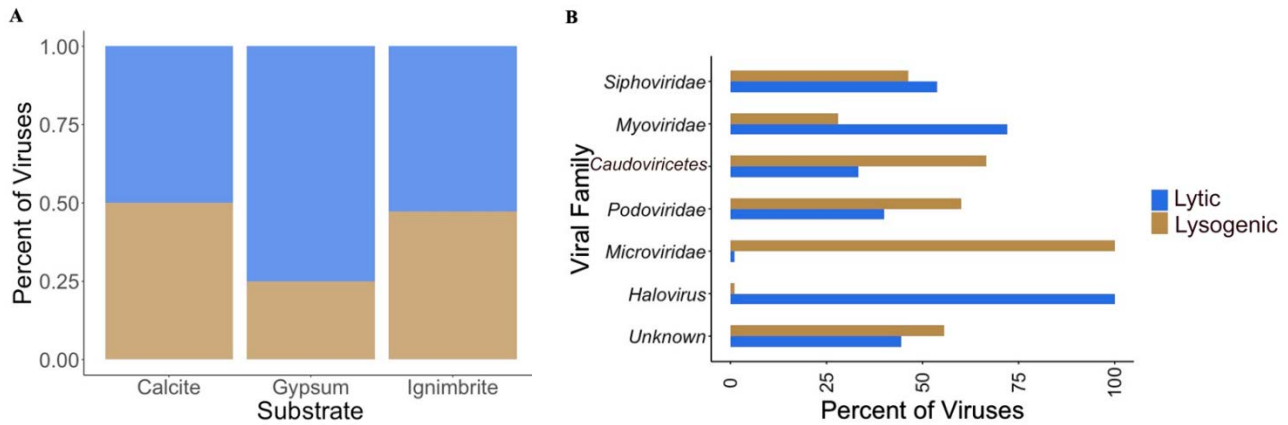 A
1.00
0.75
0.50
0.25
0.00
Percent of Viruses
Calcite
Gypsum
Ignimbrite
Substrate
B
Siphoviridae
Myoviridae
Caudoviricetes
Podoviridae
Microviridae
Halovirus
Unknown
Viral Family
0
25
50
75
100
Percent of Viruses
Lytic
Lysogenic